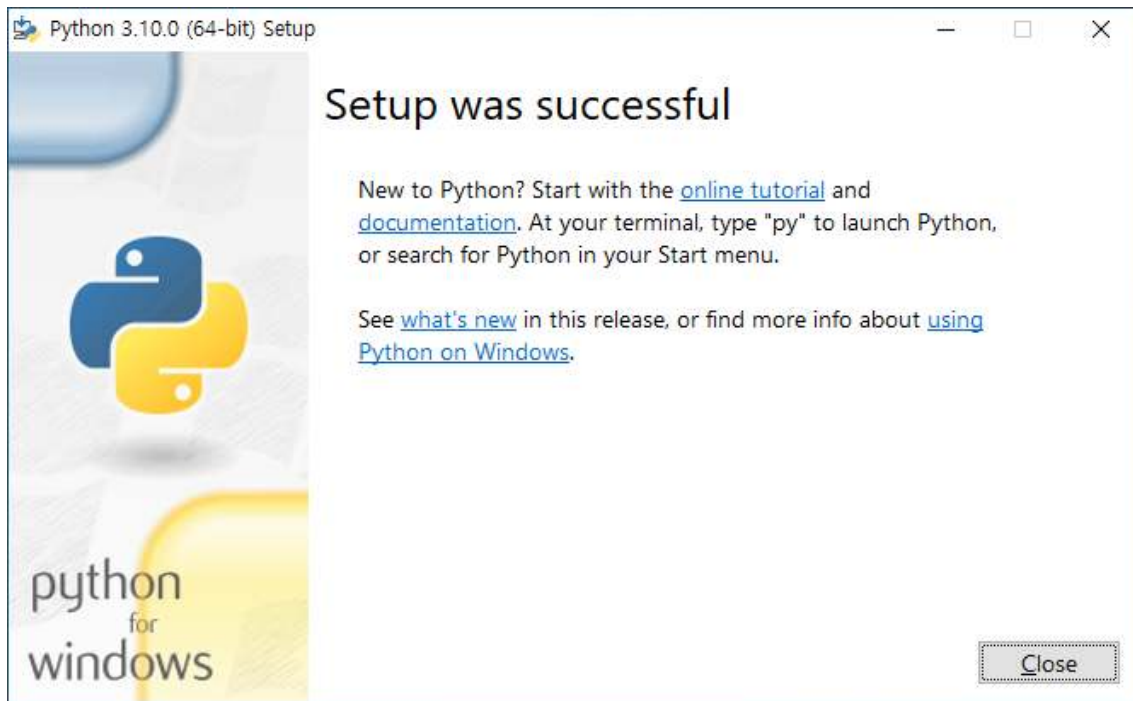 Python 3.10.0 (64-bit) Setup
Setup was successful
New to Python? Start with the online tutorial and
documentation. At your terminal, type "py" to launch Python,
or search for Python in your Start menu.
See what's new in this release, or find more info about using
Python on Windows.
python
for
windows
Close